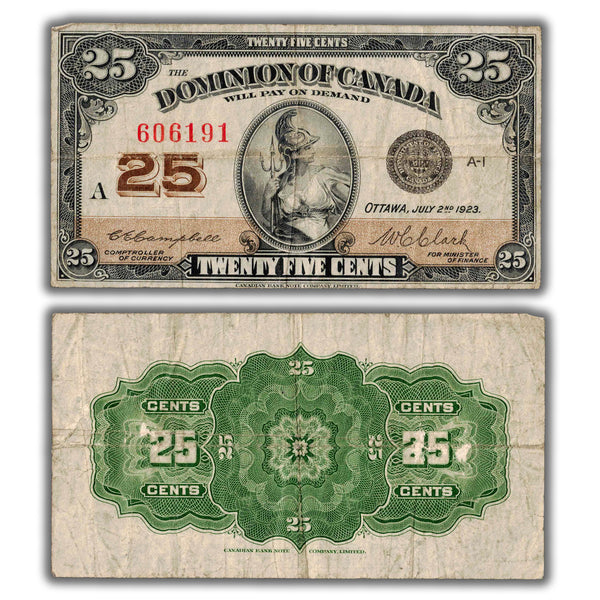 TWENTY FIVE CENTS
25 25
THE
DOMINION OF CANADA
WILL PAY ON DEMAND
606191
A-1
A 25
OTTAWA, JULY 2ND 1923.
C E Campbell
W C Clark
COMPTROLLER
OF CURRENCY
FOR MINISTER
OF FINANCE
25 TWENTY FIVE CENTS 25
CANADIAN BANK NOTE COMPANY LIMITED.
25
CENTS CENTS
25 25 25 25
CENTS CENTS
25
CANADIAN BANK NOTE COMPANY, LIMITED.